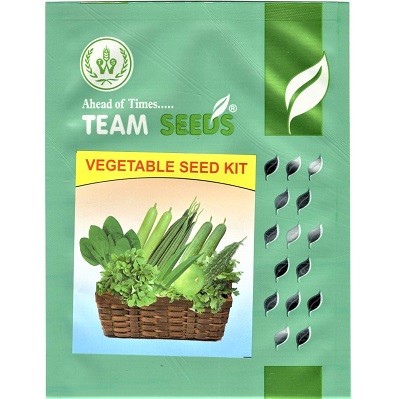 W
Ahead of Times.....
TEAM SEEDS®
VEGETABLE SEED KIT